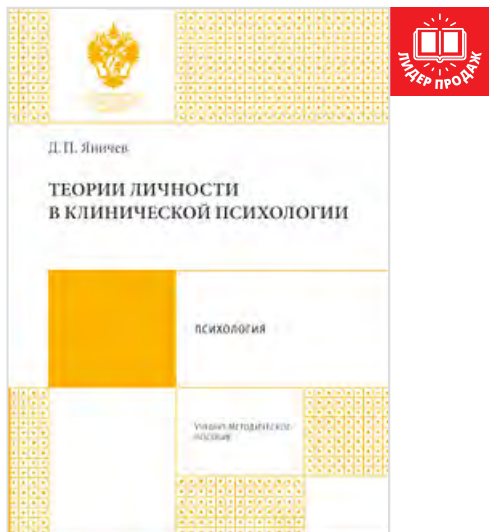 ЛИДЕР ПРОДАЖ
Д. П. Яничев
ТЕОРИИ ЛИЧНОСТИ
В КЛИНИЧЕСКОЙ ПСИХОЛОГИИ
ПСИХОЛОГИЯ
УЧЕБНО-МЕТОДИЧЕСКОЕ
ПОСОБИЕ